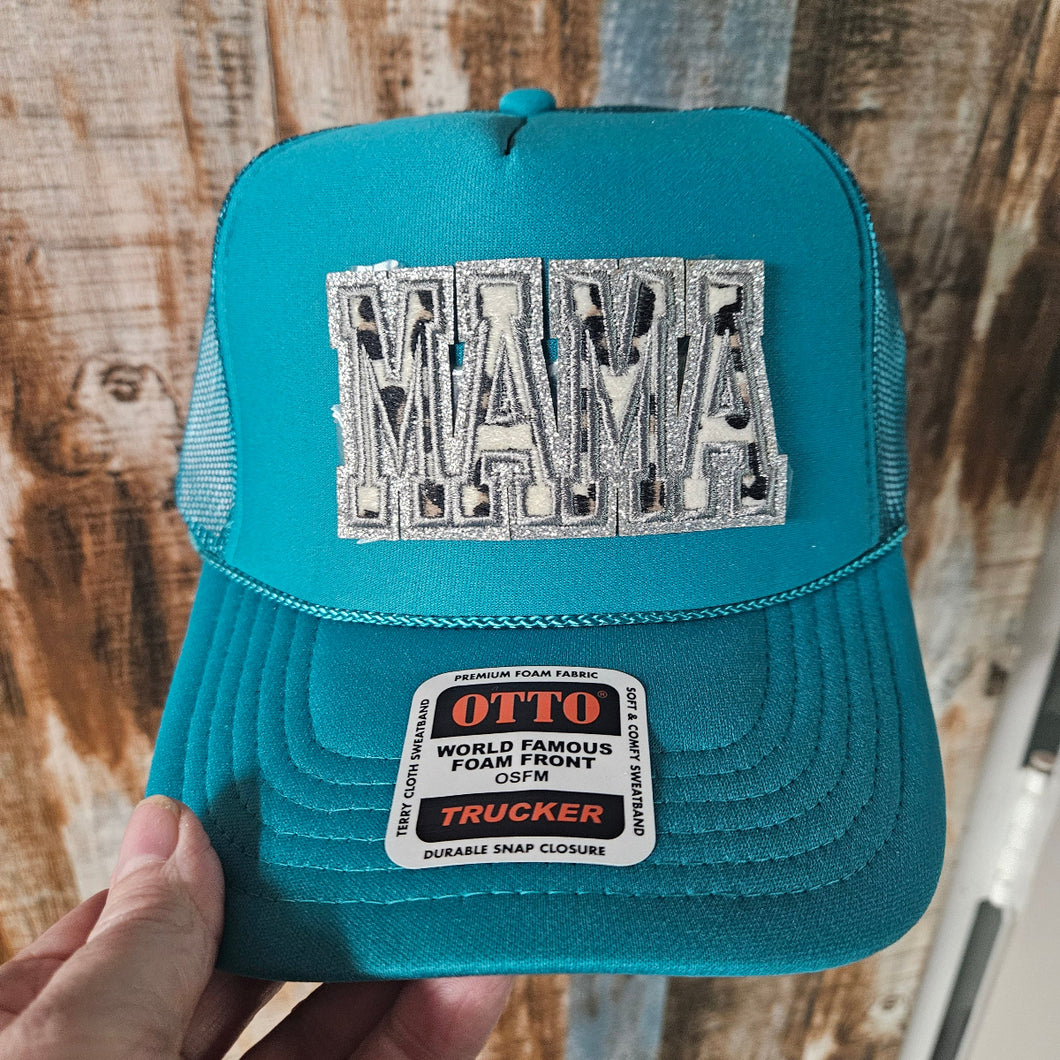 MAMA
PREMIUM FOAM FABRIC
OTTO®
WORLD FAMOUS
FOAM FRONT
OSFM
TRUCKER
DURABLE SNAP CLOSURE
TERRY CLOTH SWEATBAND
SOFT & COMFY SWEATBAND